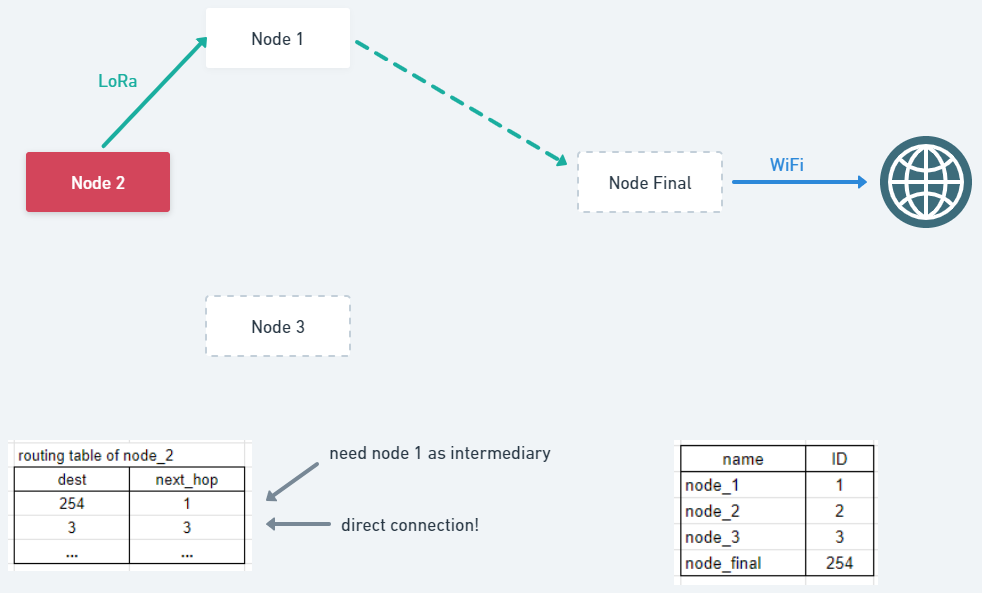 Node 1
LoRa
Node 2
Node Final
WiFi
Node 3
routing table of node_2
dest next_hop
254 1
3 3
... ...
need node 1 as intermediary
direct connection!
name ID
node_1 1
node_2 2
node_3 3
node_final 254